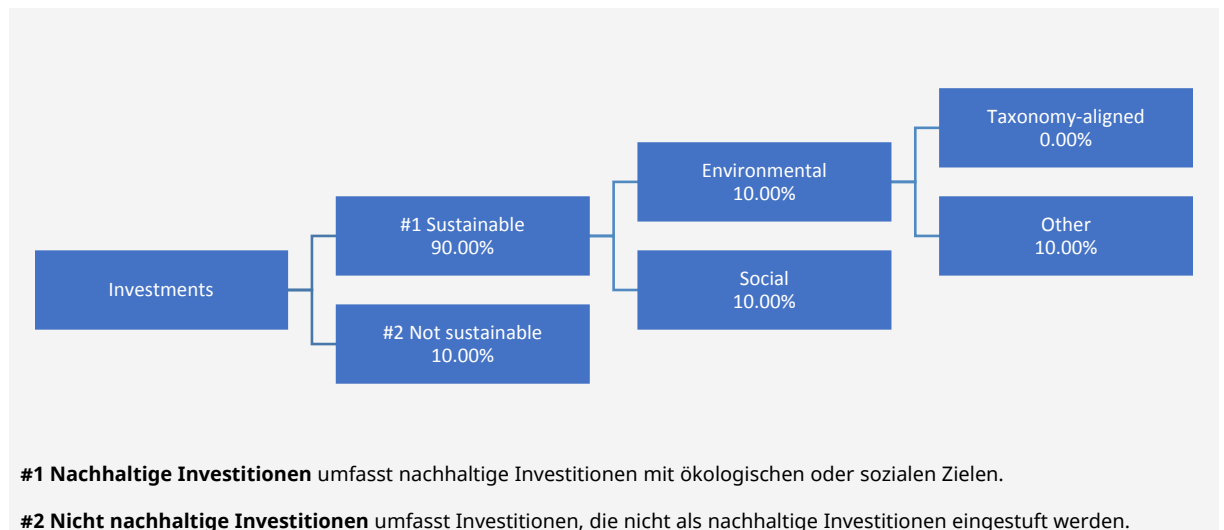 Taxonomy-aligned
0.00%
Environmental
10.00%
#1 Sustainable
90.00%
Other
10.00%
Investments
Social
10.00%
#2 Not sustainable
10.00%
#1 Nachhaltige Investitionen umfasst nachhaltige Investitionen mit ökologischen oder sozialen Zielen.
#2 Nicht nachhaltige Investitionen umfasst Investitionen, die nicht als nachhaltige Investitionen eingestuft werden.